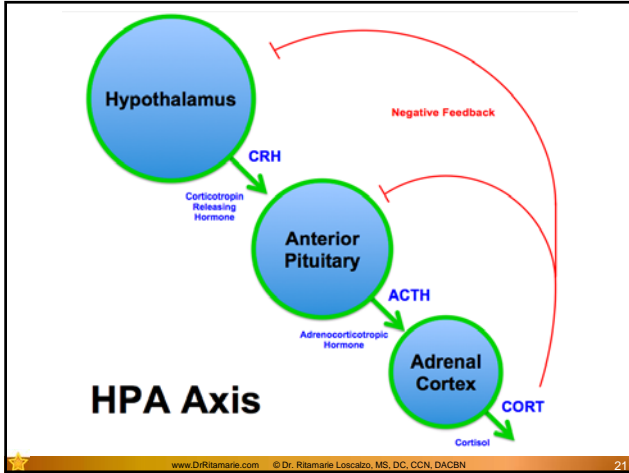 Hypothalamus
Negative Feedback
CRH
Corticotropin
Releasing
Hormone
Anterior
Pituitary
ACTH
Adrenocorticotropic
Hormone
Adrenal
Cortex
HPA Axis
CORT
Cortisol
www.DrRitamarie.com © Dr. Ritamarie Loscalzo, MS, DC, CCN, DACBN 21